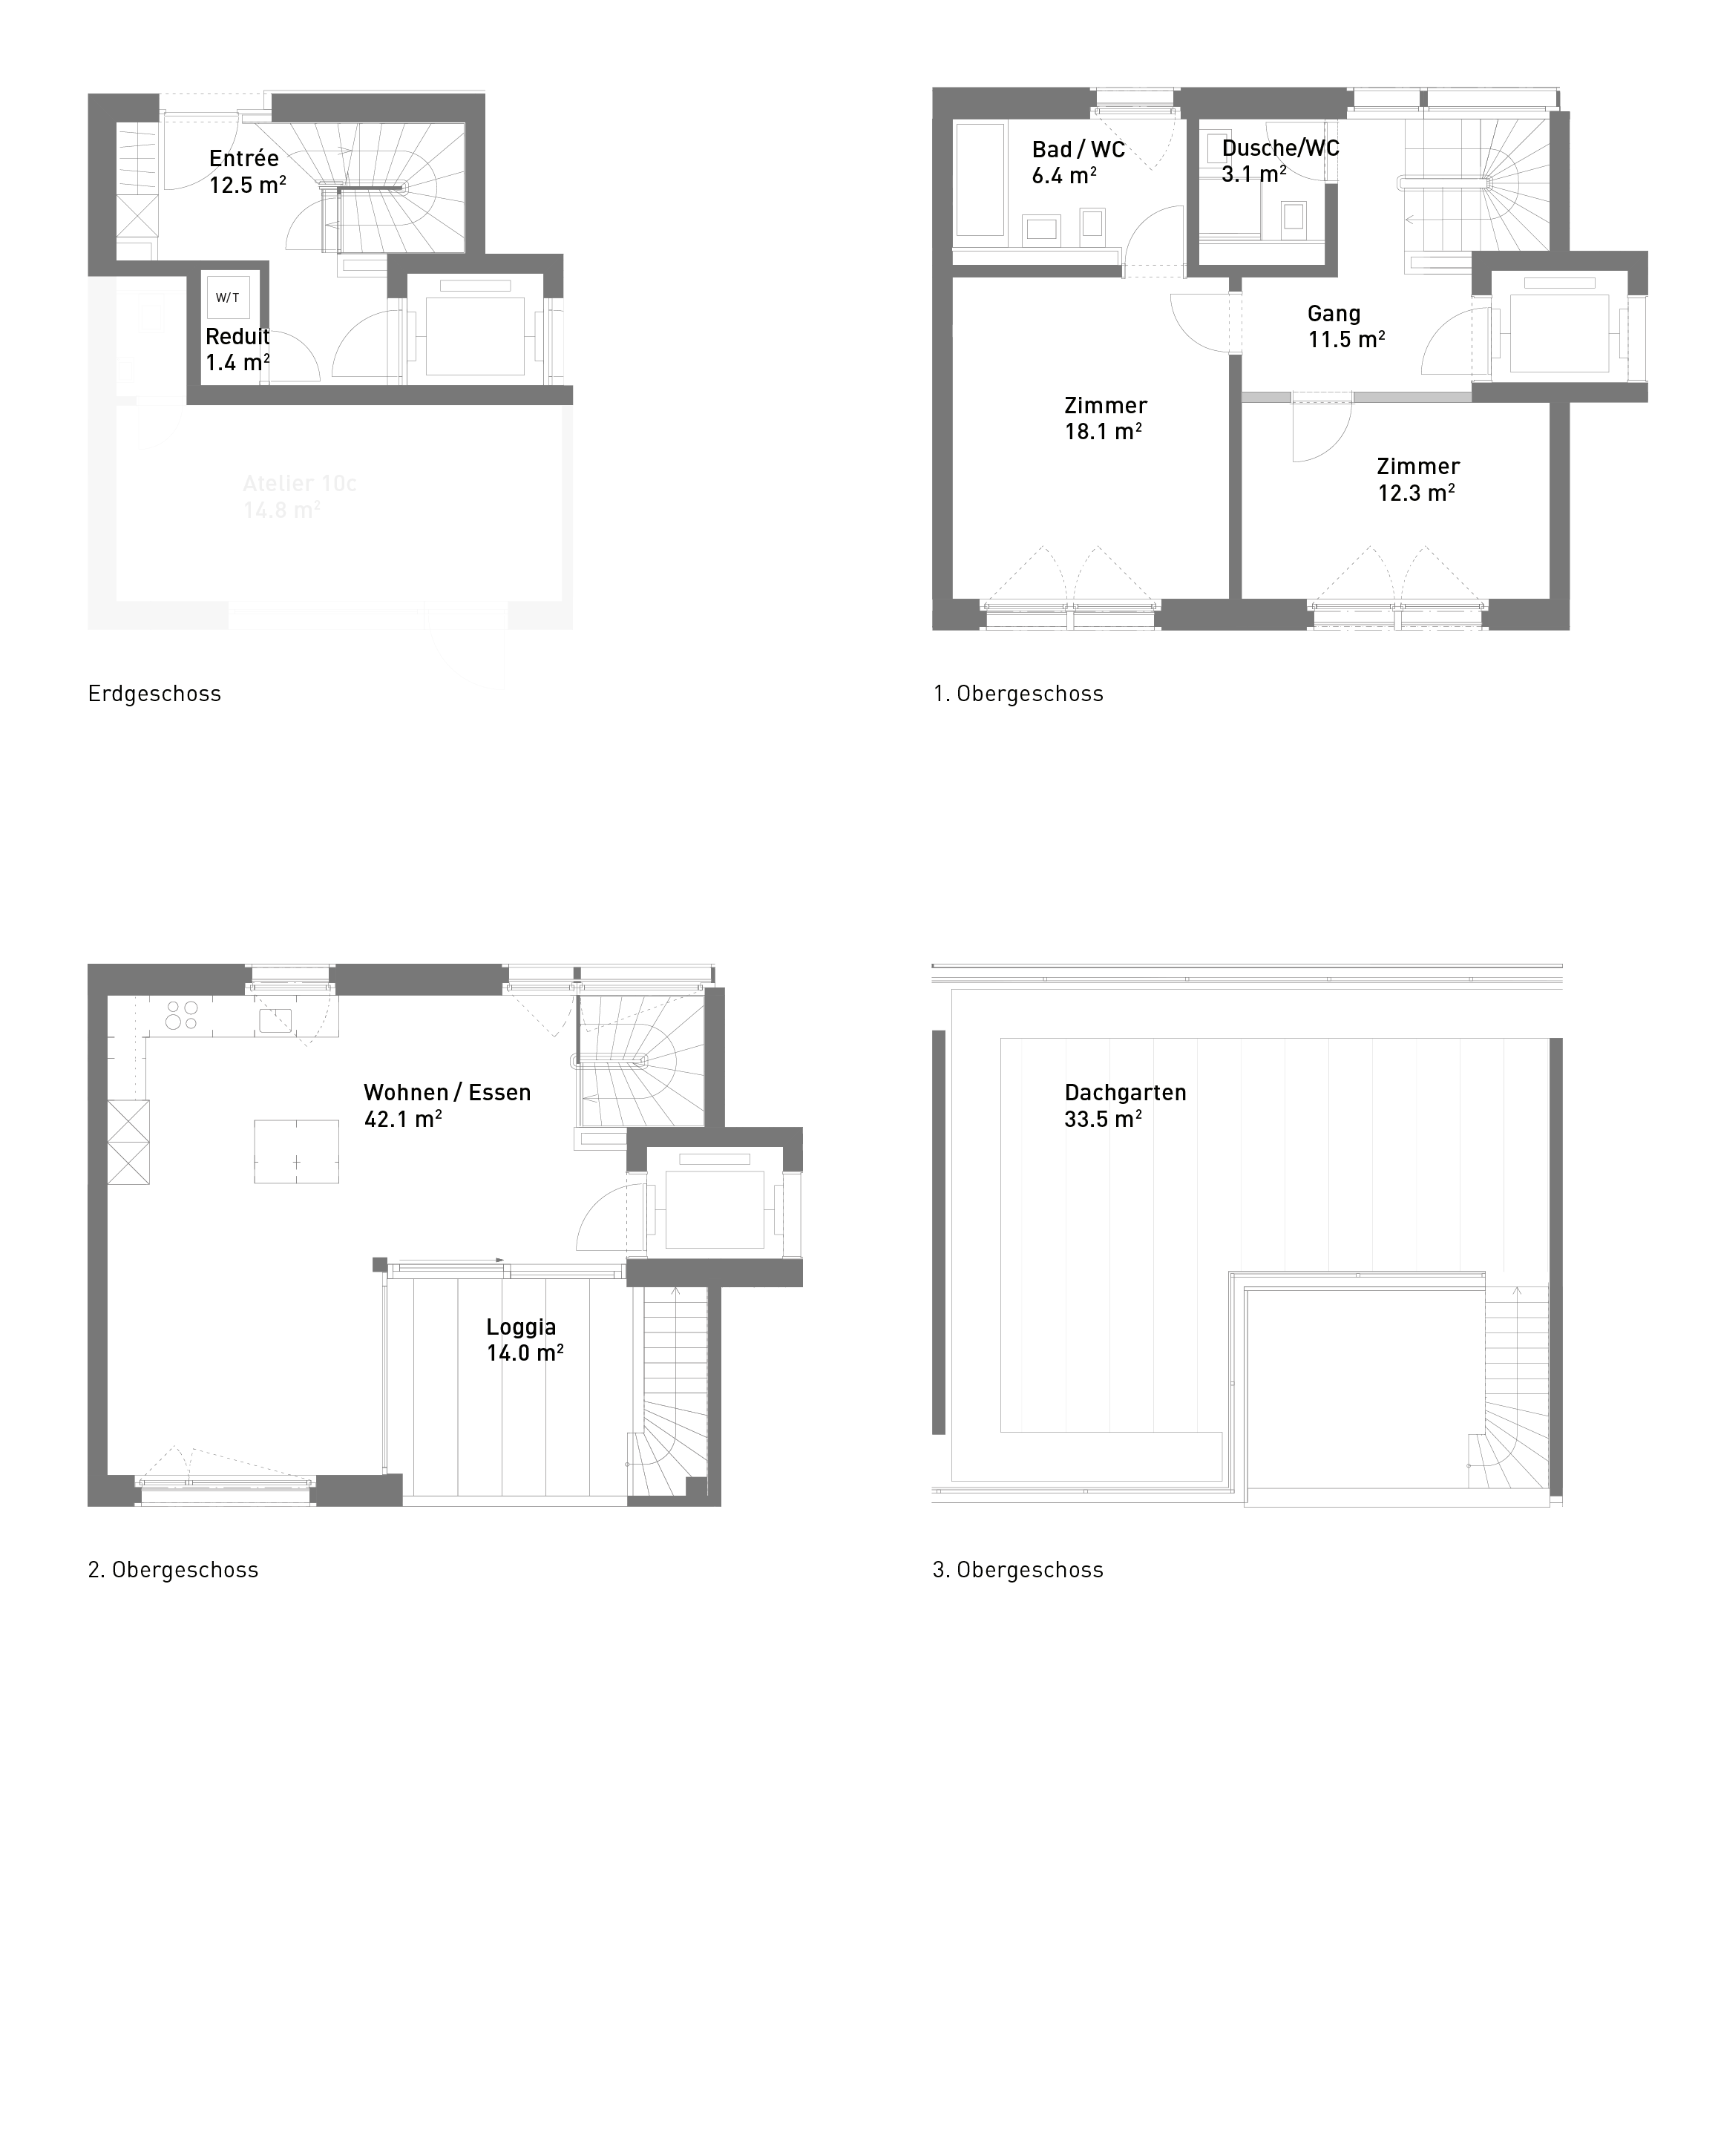 Entrée
12.5 m²
W/T
Reduit
1.4 m²
Atelier 10c
14.8 m²
Erdgeschoss
Bad / WC
6.4 m²
Dusche/WC
3.1 m²
Gang
11.5 m²
Zimmer
18.1 m²
Zimmer
12.3 m²
1. Obergeschoss
Wohnen / Essen
42.1 m²
Loggia
14.0 m²
2. Obergeschoss
Dachgarten
33.5 m²
3. Obergeschoss